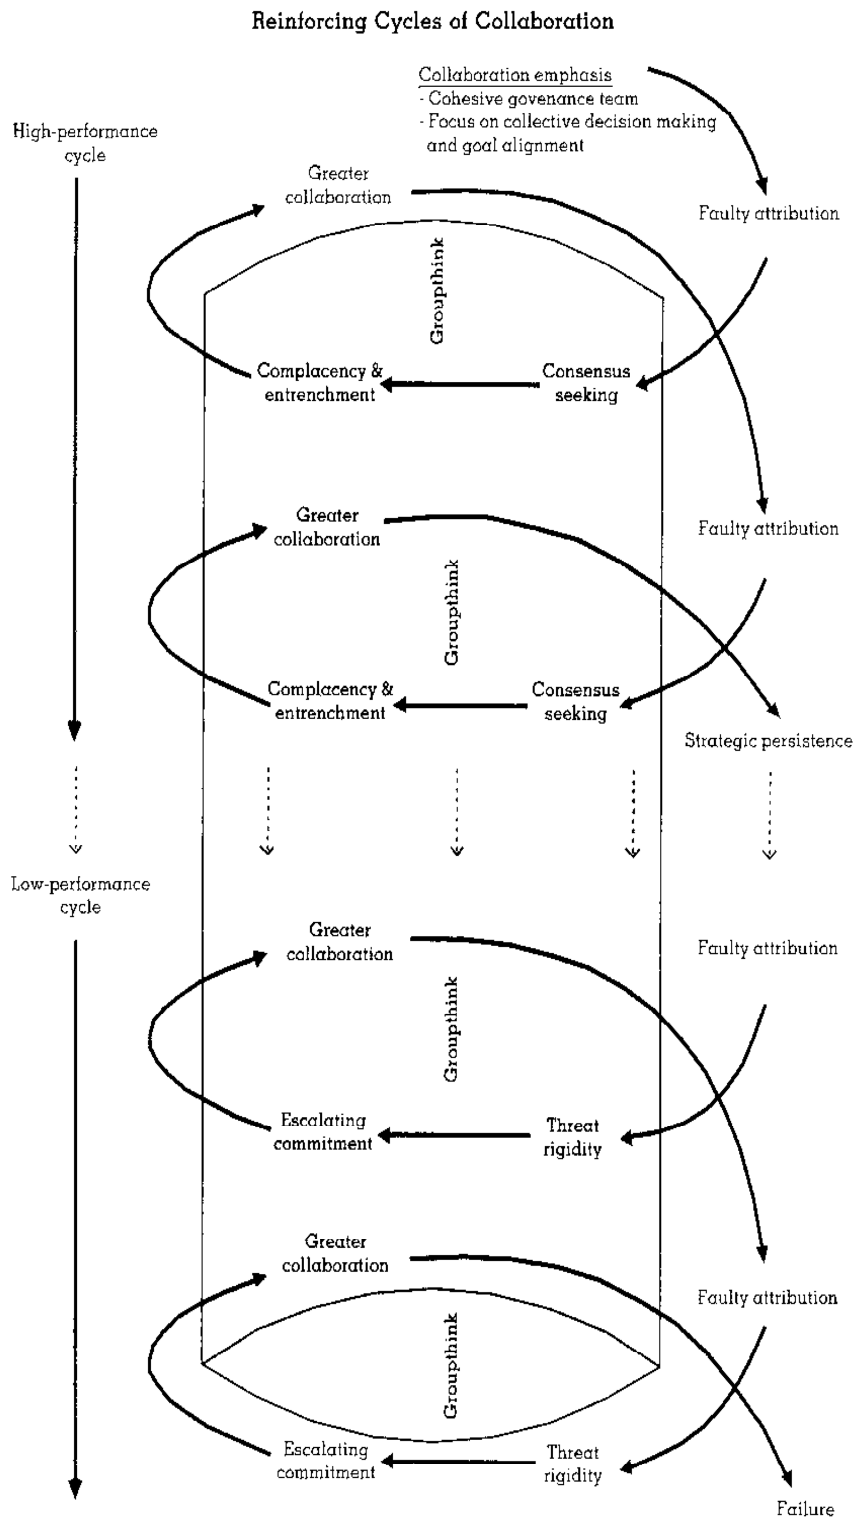 Reinforcing Cycles of Collaboration
Collaboration emphasis
- Cohesive govenance team
- Focus on collective decision making
and goal alignment
High-performance
cycle
Greater
collaboration
Faulty attribution
Groupthink
Complacency &
entrenchment
Consensus
seeking
Greater
collaboration
Faulty attribution
Groupthink
Complacency &
entrenchment
Consensus
seeking
Strategic persistence
Low-performance
cycle
Greater
collaboration
Faulty attribution
Groupthink
Escalating
commitment
Threat
rigidity
Greater
collaboration
Faulty attribution
Groupthink
Escalating
commitment
Threat
rigidity
Failure